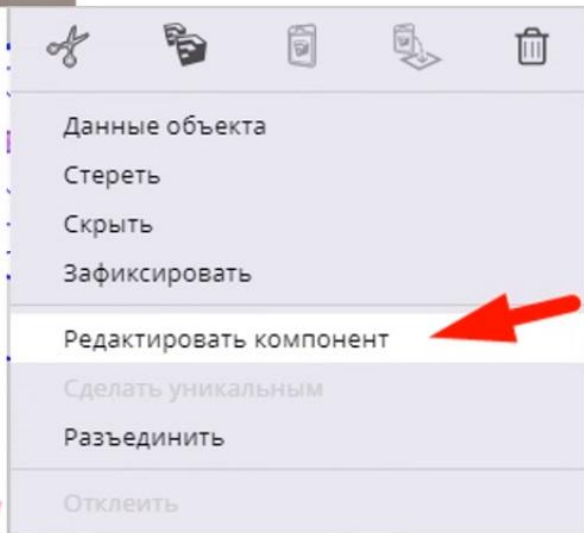 Данные объекта
Стереть
Скрыть
Зафиксировать
Редактировать компонент
Сделать уникальным
Разъединить
Отклеить